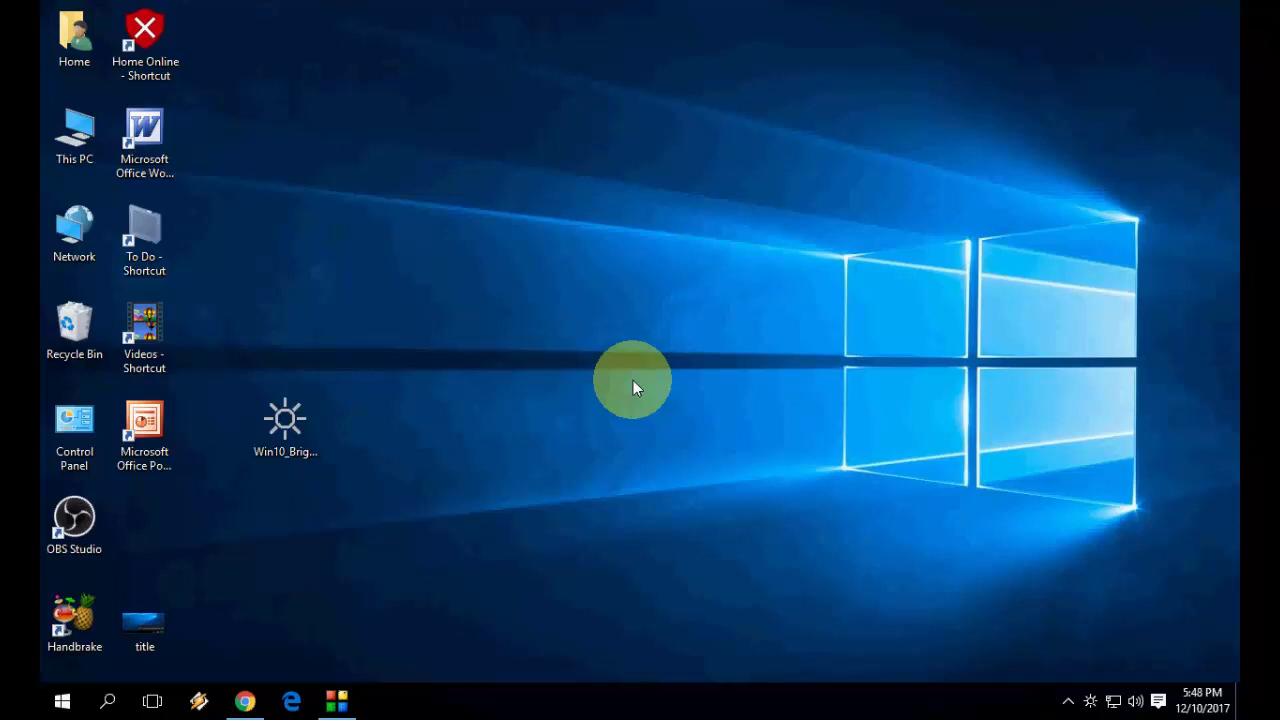 Home
Home Online
- Shortcut
This PC
Microsoft
Office Wo...
Network
To Do -
Shortcut
Recycle Bin
Videos -
Shortcut
Control
Panel
Microsoft
Office Po...
Win10_Brig...
OBS Studio
Handbrake
title
5:48 PM
12/10/2017